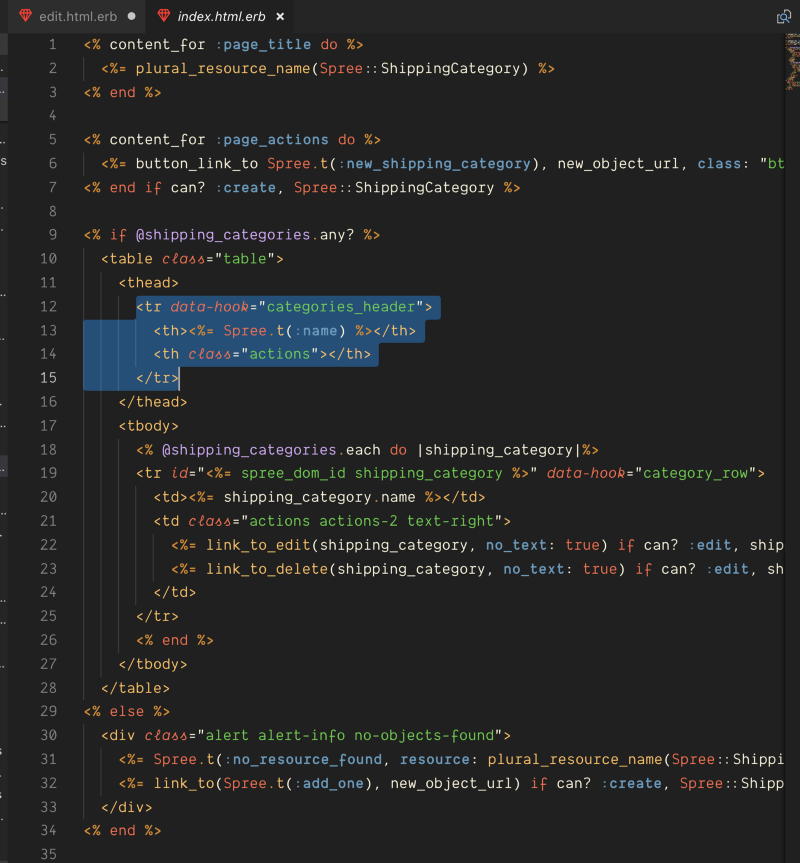 edit.html.erb
index.html.erb ×
1 <% content_for :page_title do %>
2 <%= plural_resource_name(Spree::ShippingCategory) %>
3 <% end %>
4
5 <% content_for :page_actions do %>
6 <%= button_link_to Spree.t(:new_shipping_category), new_object_url, class: "bt
7 <% end if can? :create, Spree::ShippingCategory %>
8
9 <% if @shipping_categories.any? %>
10 <table class="table">
11 <thead>
12 <tr data-hook="categories_header">
13 <th><%= Spree.t(:name) %></th>
14 <th class="actions"></th>
15 </tr>
16 </thead>
17 <tbody>
18 <% @shipping_categories.each do |shipping_category|%>
19 <tr id="<%= spree_dom_id shipping_category %>" data-hook="category_row">
20 <td><%= shipping_category.name %></td>
21 <td class="actions actions-2 text-right">
22 <%= link_to_edit(shipping_category, no_text: true) if can? :edit, ship
23 <%= link_to_delete(shipping_category, no_text: true) if can? :edit, sh
24 </td>
25 </tr>
26 <% end %>
27 </tbody>
28 </table>
29 <% else %>
30 <div class="alert alert-info no-objects-found">
31 <%= Spree.t(:no_resource_found, resource: plural_resource_name(Spree::Shippi
32 <%= link_to(Spree.t(:add_one), new_object_url) if can? :create, Spree::Shipp
33 </div>
34 <% end %>
35